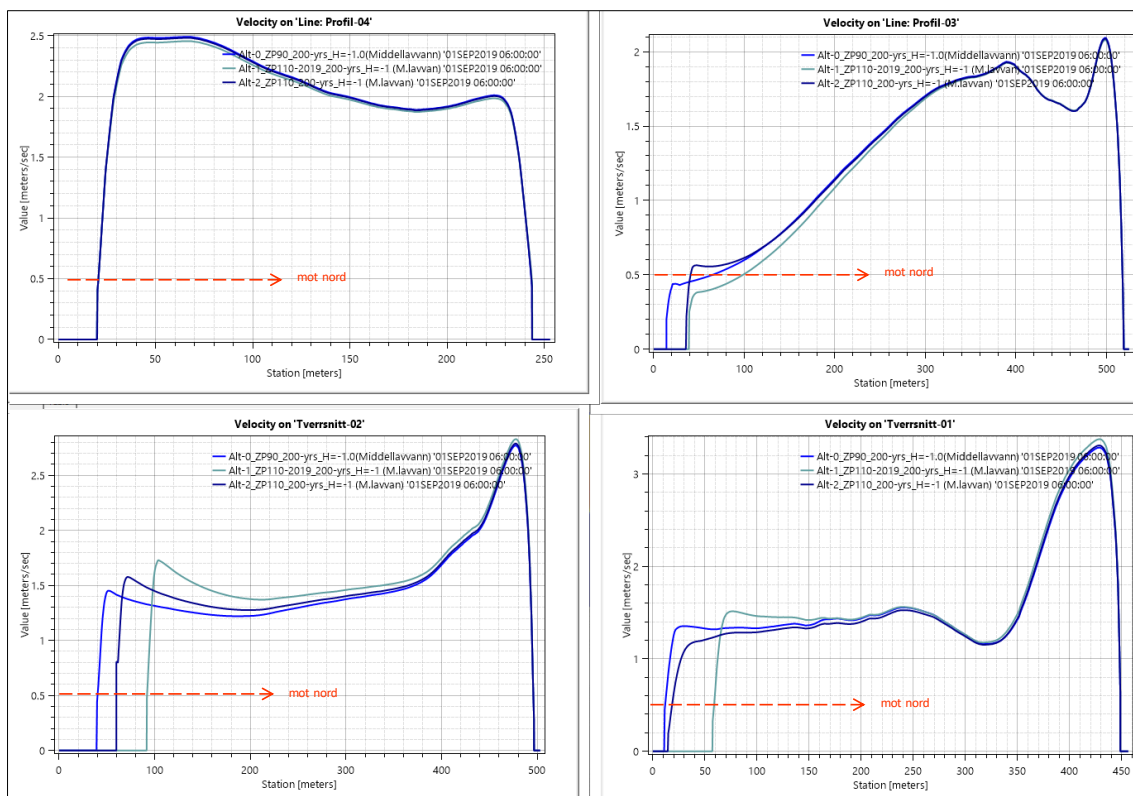 Velocity on 'Line: Profil-04'
2.5
2
1.5
1
0.5
0
Value [meters/sec]
Alt-0_ZP90_200-yrs_H=-1.0(Middellavvann) '01SEP2019 06:00:00'
Alt-1_ZP110-2019_200-yrs_H=-1 (M.lavvan) '01SEP2019 06:00:00'
Alt-2_ZP110_200-yrs_H=-1 (M.lavvan) '01SEP2019 06:00:00'
mot nord
0 50 100 150 200 250
Station [meters]
Velocity on 'Line: Profil-03'
2
1.5
1
0.5
0
Value [meters/sec]
Alt-0_ZP90_200-yrs_H=-1.0(Middellavvann) '01SEP2019 06:00:00'
Alt-1_ZP110-2019_200-yrs_H=-1 (M.lavvan) '01SEP2019 06:00:00'
Alt-2_ZP110_200-yrs_H=-1 (M.lavvan) '01SEP2019 06:00:00'
mot nord
0 100 200 300 400 500
Station [meters]
Velocity on 'Tverrsnitt-02'
2.5
2
1.5
1
0.5
0
Value [meters/sec]
Alt-0_ZP90_200-yrs_H=-1.0(Middellavvann) '01SEP2019 06:00:00'
Alt-1_ZP110-2019_200-yrs_H=-1 (M.lavvan) '01SEP2019 06:00:00'
Alt-2_ZP110_200-yrs_H=-1 (M.lavvan) '01SEP2019 06:00:00'
mot nord
0 100 200 300 400 500
Station [meters]
Velocity on 'Tverrsnitt-01'
3
2
1
0
Value [meters/sec]
Alt-0_ZP90_200-yrs_H=-1.0(Middellavvann) '01SEP2019 06:00:00'
Alt-1_ZP110-2019_200-yrs_H=-1 (M.lavvan) '01SEP2019 06:00:00'
Alt-2_ZP110_200-yrs_H=-1 (M.lavvan) '01SEP2019 06:00:00'
mot nord
0 50 100 150 200 250 300 350 400 450
Station [meters]